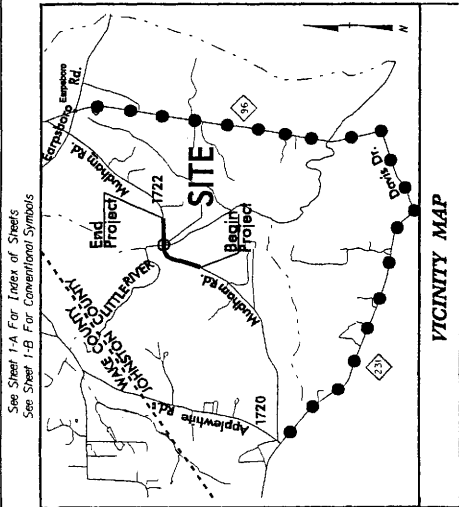 See Sheet 1-A For Index of Sheets
See Sheet 1-B For Conventional Symbols
Earpsboro
Earpsboro
Rd.
Mudham Rd.
1722
96
SITE
End
Project
Begin
Project
WAKE COUNTY
JOHNSTON COUNTY
LITTLE RIVER
Mudham Rd.
Davis Dr.
Applewhite Rd.
1720
231
N
VICINITY MAP